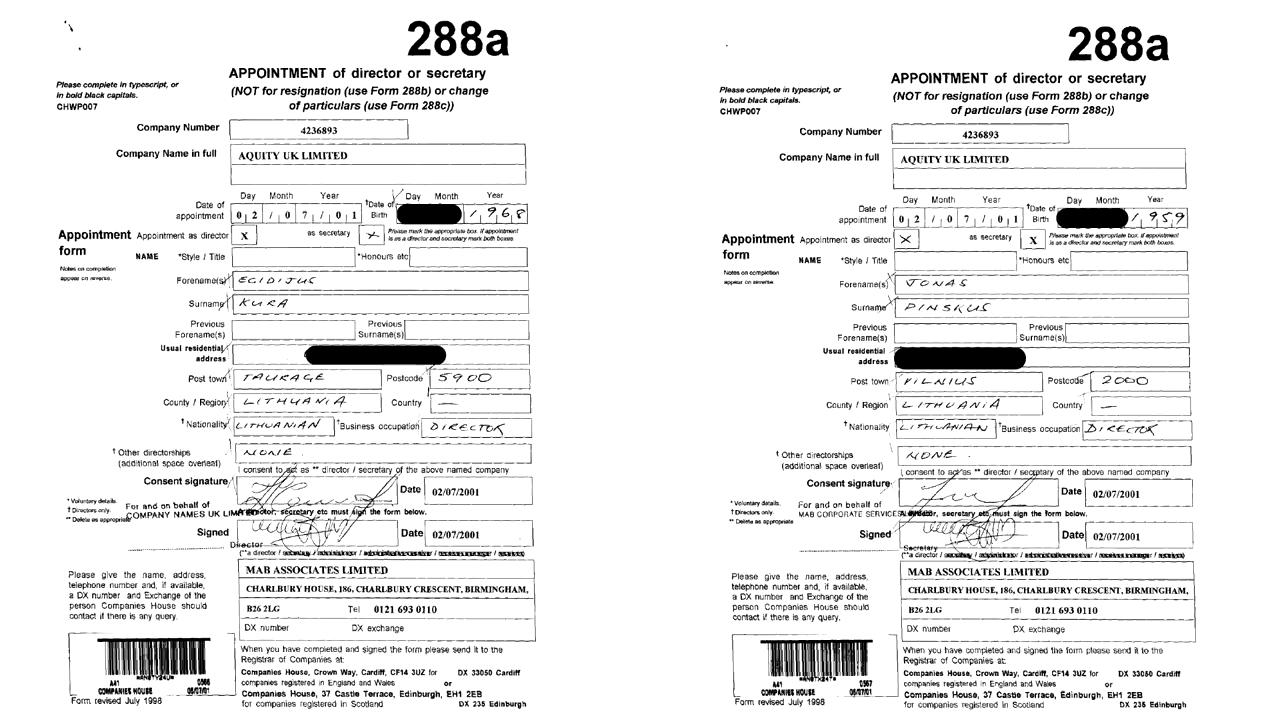 288a
APPOINTMENT of director or secretary
(NOT for resignation (use Form 288b) or change
of particulars (use Form 288c))
Please complete in typescript, or
in bold black capitals.
CHWP007
Company Number 4236893
Company Name in full AQUITY UK LIMITED
Day Month Year Day Month Year
Date of appointment 0 2 / 0 7 / 0 1 †Date of Birth / 1 9 6 8
Appointment form
Appointment as director X as secretary X Please mark the appropriate box. If appointment is as a director and secretary mark both boxes.
Notes on completion appear on reverse.
NAME *Style / Title *Honours etc
Forename(s) EGIDIJUS
Surname KURA
Previous Forename(s) Previous Surname(s)
Usual residential address
Post town TAURAGE Postcode 5900
County / Region LITHUANIA Country —
† Nationality LITHUANIAN †Business occupation DIRECTOR
† Other directorships (additional space overleaf) NONE.
I consent to act as ** director / secretary of the above named company
Consent signature Date 02/07/2001
* Voluntary details.
† Directors only.
** Delete as appropriate
For and on behalf of
COMPANY NAMES UK LIMITED
A director, secretary etc must sign the form below.
Signed Date 02/07/2001
Director
(**a director / secretary / administrator / administrative receiver / receiver manager / receiver)
Please give the name, address,
telephone number and, if available,
a DX number and Exchange of the
person Companies House should
contact if there is any query.
MAB ASSOCIATES LIMITED
CHARLBURY HOUSE, 186, CHARLBURY CRESCENT, BIRMINGHAM,
B26 2LG Tel 0121 693 0110
DX number DX exchange
A41 0566
COMPANIES HOUSE 05/07/01
Form revised July 1998
When you have completed and signed the form please send it to the
Registrar of Companies at:
Companies House, Crown Way, Cardiff, CF14 3UZ for DX 33050 Cardiff
companies registered in England and Wales or
Companies House, 37 Castle Terrace, Edinburgh, EH1 2EB
for companies registered in Scotland DX 235 Edinburgh
288a
APPOINTMENT of director or secretary
(NOT for resignation (use Form 288b) or change
of particulars (use Form 288c))
Please complete in typescript, or
in bold black capitals.
CHWP007
Company Number 4236893
Company Name in full AQUITY UK LIMITED
Day Month Year Day Month Year
Date of appointment 0 2 / 0 7 / 0 1 †Date of Birth / 1 9 5 9
Appointment form
Appointment as director X as secretary X Please mark the appropriate box. If appointment is as a director and secretary mark both boxes.
Notes on completion appear on reverse.
NAME *Style / Title *Honours etc
Forename(s) JONAS
Surname PINSKUS
Previous Forename(s) Previous Surname(s)
Usual residential address
Post town VILNIUS Postcode 2000
County / Region LITHUANIA Country —
† Nationality LITHUANIAN †Business occupation DIRECTOR
† Other directorships (additional space overleaf) NONE.
I consent to act as ** director / secretary of the above named company
Consent signature Date 02/07/2001
* Voluntary details.
† Directors only.
** Delete as appropriate
For and on behalf of
MAB CORPORATE SERVICES LIMITED
A director, secretary etc must sign the form below.
Signed Date 02/07/2001
Secretary
(**a director / secretary / administrator / administrative receiver / receiver manager / receiver)
Please give the name, address,
telephone number and, if available,
a DX number and Exchange of the
person Companies House should
contact if there is any query.
MAB ASSOCIATES LIMITED
CHARLBURY HOUSE, 186, CHARLBURY CRESCENT, BIRMINGHAM,
B26 2LG Tel 0121 693 0110
DX number DX exchange
A41 0567
COMPANIES HOUSE 05/07/01
Form revised July 1998
When you have completed and signed the form please send it to the
Registrar of Companies at:
Companies House, Crown Way, Cardiff, CF14 3UZ for DX 33050 Cardiff
companies registered in England and Wales or
Companies House, 37 Castle Terrace, Edinburgh, EH1 2EB
for companies registered in Scotland DX 235 Edinburgh